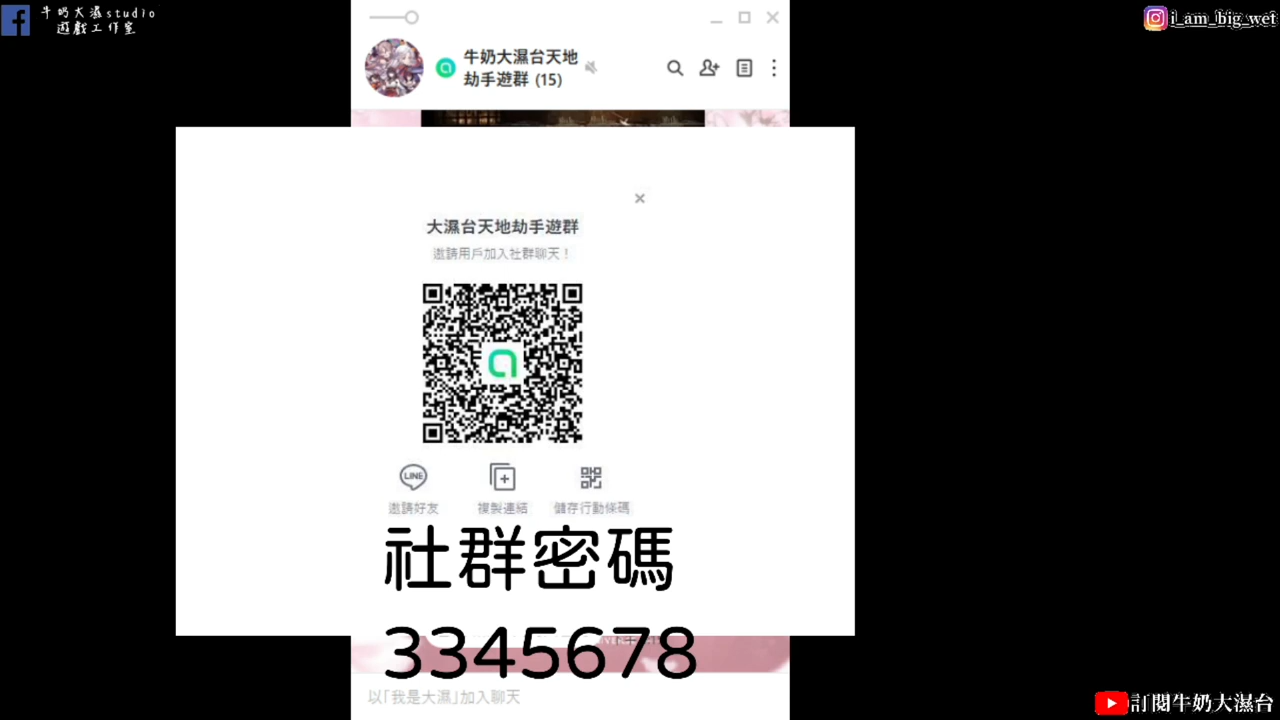 牛奶大濕studio
遊戲工作室
i_am_big_wet
牛奶大濕台天地
劫手遊群 (15)
大濕台天地劫手遊群
邀請用戶加入社群聊天！
LINE
邀請好友
複製連結
儲存行動條碼
社群密碼
3345678
以「我是大濕」加入聊天
訂閱牛奶大濕台